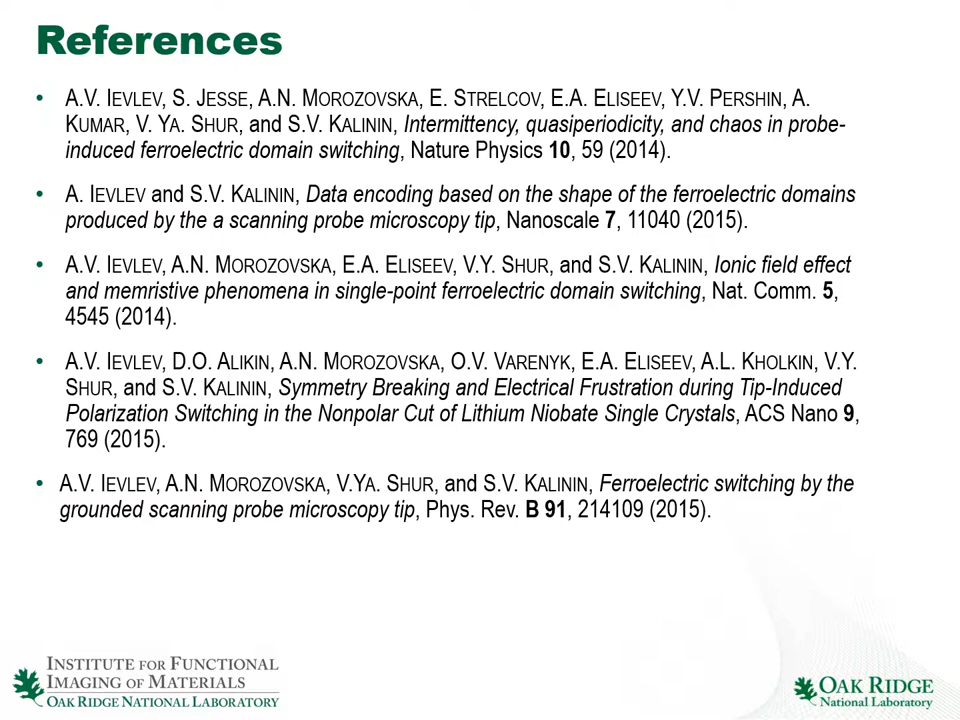 References
• A.V. IEVLEV, S. JESSE, A.N. MOROZOVSKA, E. STRELCOV, E.A. ELISEEV, Y.V. PERSHIN, A.
KUMAR, V. YA. SHUR, and S.V. KALININ, Intermittency, quasiperiodicity, and chaos in probe-
induced ferroelectric domain switching, Nature Physics 10, 59 (2014).
• A. IEVLEV and S.V. KALININ, Data encoding based on the shape of the ferroelectric domains
produced by the a scanning probe microscopy tip, Nanoscale 7, 11040 (2015).
• A.V. IEVLEV, A.N. MOROZOVSKA, E.A. ELISEEV, V.Y. SHUR, and S.V. KALININ, Ionic field effect
and memristive phenomena in single-point ferroelectric domain switching, Nat. Comm. 5,
4545 (2014).
• A.V. IEVLEV, D.O. ALIKIN, A.N. MOROZOVSKA, O.V. VARENYK, E.A. ELISEEV, A.L. KHOLKIN, V.Y.
SHUR, and S.V. KALININ, Symmetry Breaking and Electrical Frustration during Tip-Induced
Polarization Switching in the Nonpolar Cut of Lithium Niobate Single Crystals, ACS Nano 9,
769 (2015).
• A.V. IEVLEV, A.N. MOROZOVSKA, V.YA. SHUR, and S.V. KALININ, Ferroelectric switching by the
grounded scanning probe microscopy tip, Phys. Rev. B 91, 214109 (2015).
INSTITUTE FOR FUNCTIONAL
IMAGING OF MATERIALS
OAK RIDGE NATIONAL LABORATORY
OAK RIDGE
National Laboratory